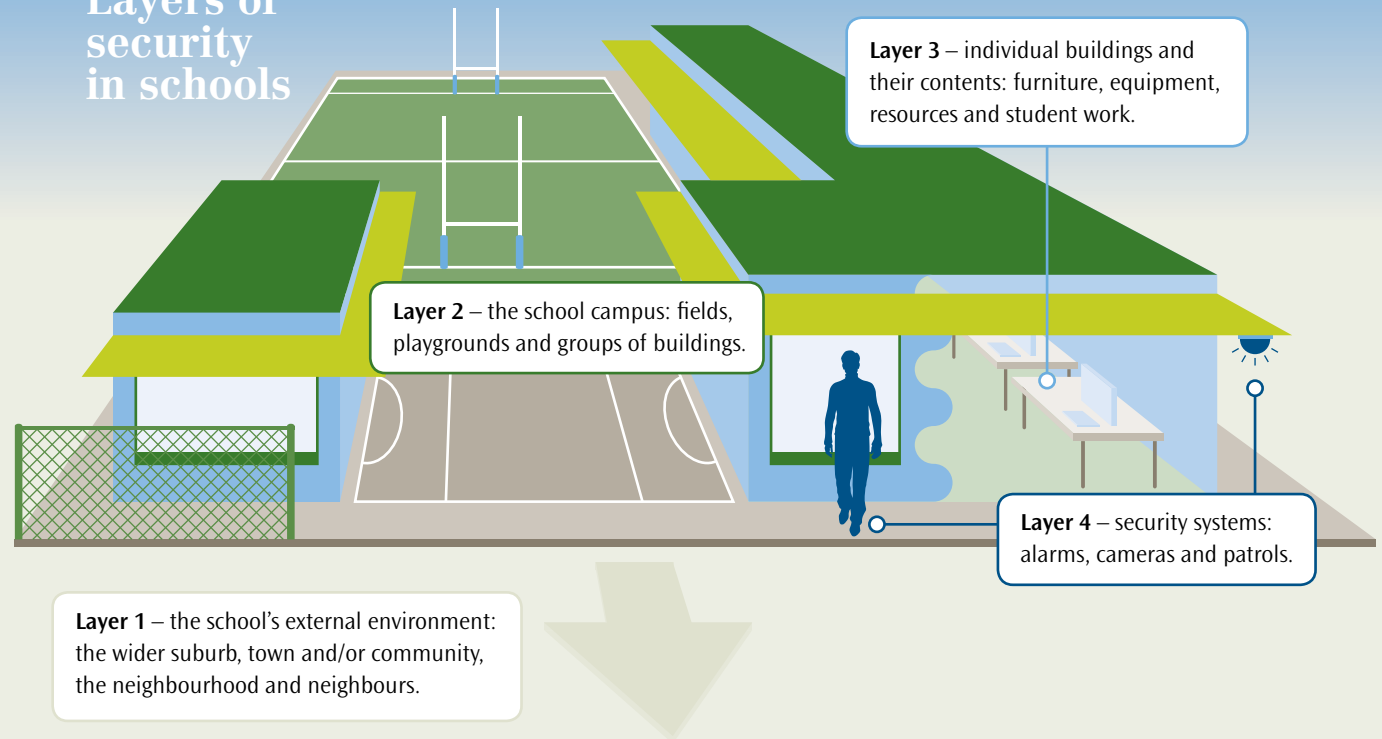 Layers of
security
in schools
Layer 3 – individual buildings and
their contents: furniture, equipment,
resources and student work.
Layer 2 – the school campus: fields,
playgrounds and groups of buildings.
Layer 4 – security systems:
alarms, cameras and patrols.
Layer 1 – the school’s external environment:
the wider suburb, town and/or community,
the neighbourhood and neighbours.